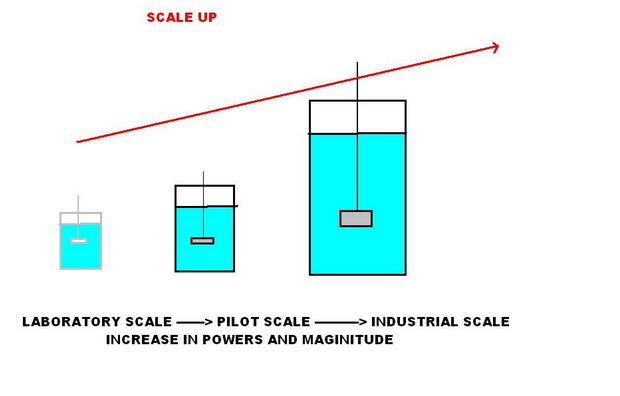 SCALE UP
LABORATORY SCALE ——> PILOT SCALE ———> INDUSTRIAL SCALE
INCREASE IN POWERS AND MAGINITUDE